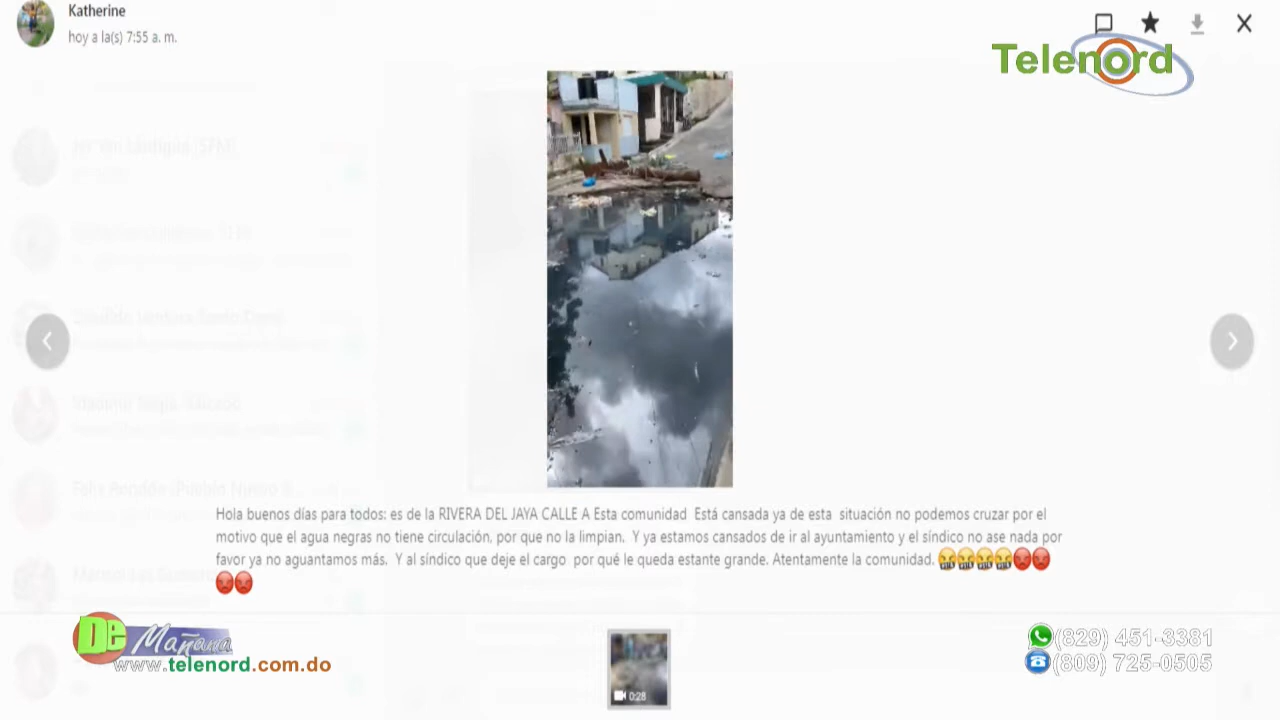 Katherine
hoy a la(s) 7:55 a. m.
Telenord
Hola buenos días para todos: es de la RIVERA DEL JAYA CALLE A Esta comunidad Está cansada ya de esta situación no podemos cruzar por el
motivo que el agua negras no tiene circulación, por que no la limpian. Y ya estamos cansados de ir al ayuntamiento y el síndico no ase nada por
favor ya no aguantamos más. Y al síndico que deje el cargo por qué le queda estante grande. Atentamente la comunidad. 🤬🤬🤬🤬😡😡
😡😡
De Mañana
www.telenord.com.do
0:28
(829) 451-3381
(809) 725-0505